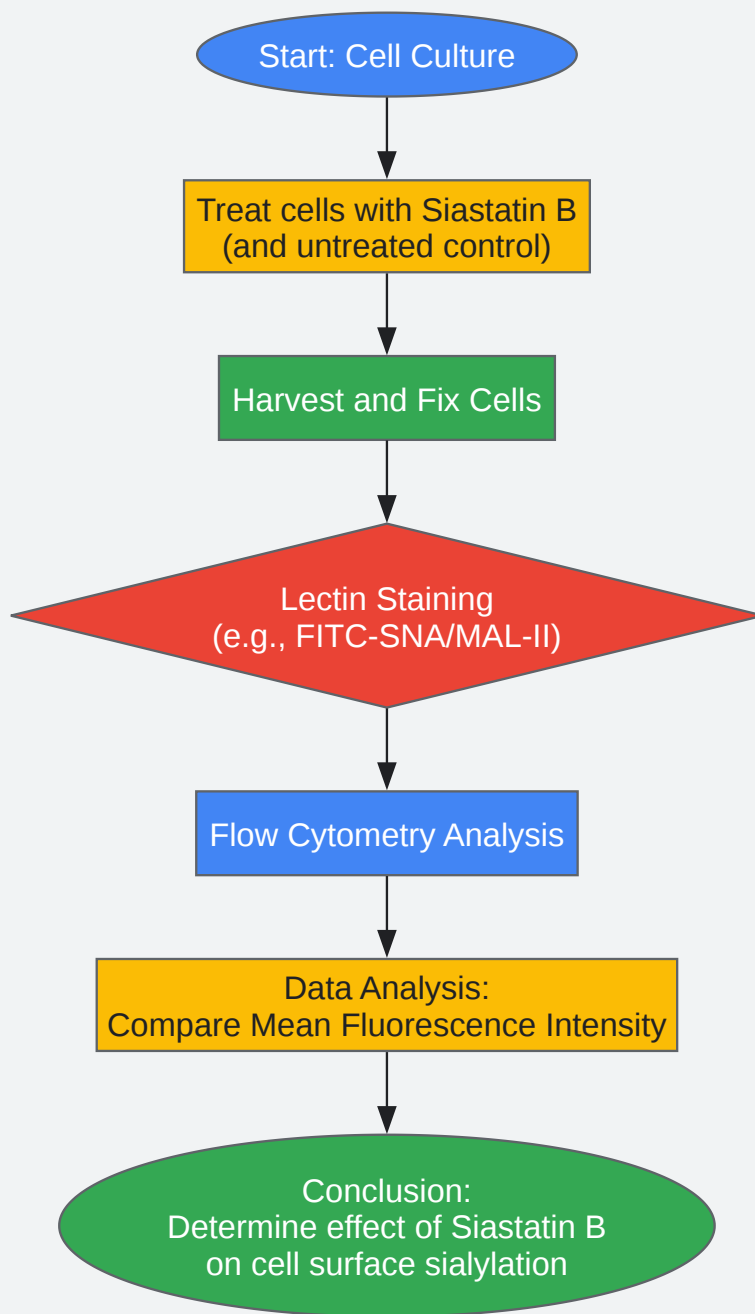 Start: Cell Culture
Treat cells with Siastatin B
(and untreated control)
Harvest and Fix Cells
Lectin Staining
(e.g., FITC-SNA/MAL-II)
Flow Cytometry Analysis
Data Analysis:
Compare Mean Fluorescence Intensity
Conclusion:
Determine effect of Siastatin B
on cell surface sialylation